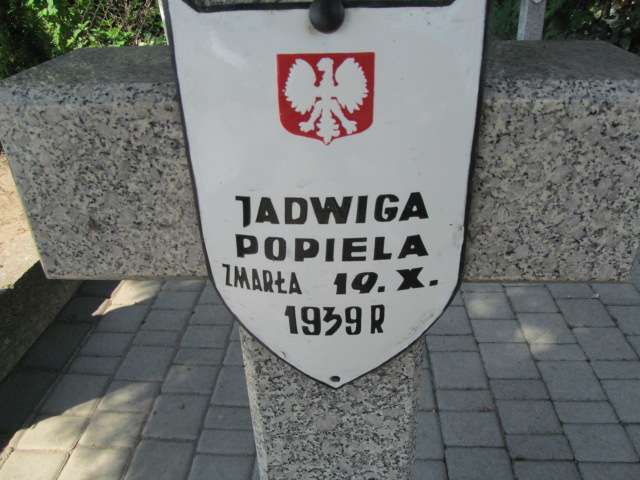 JADWIGA
POPIELA
ZMARŁA 19. X.
1939 R